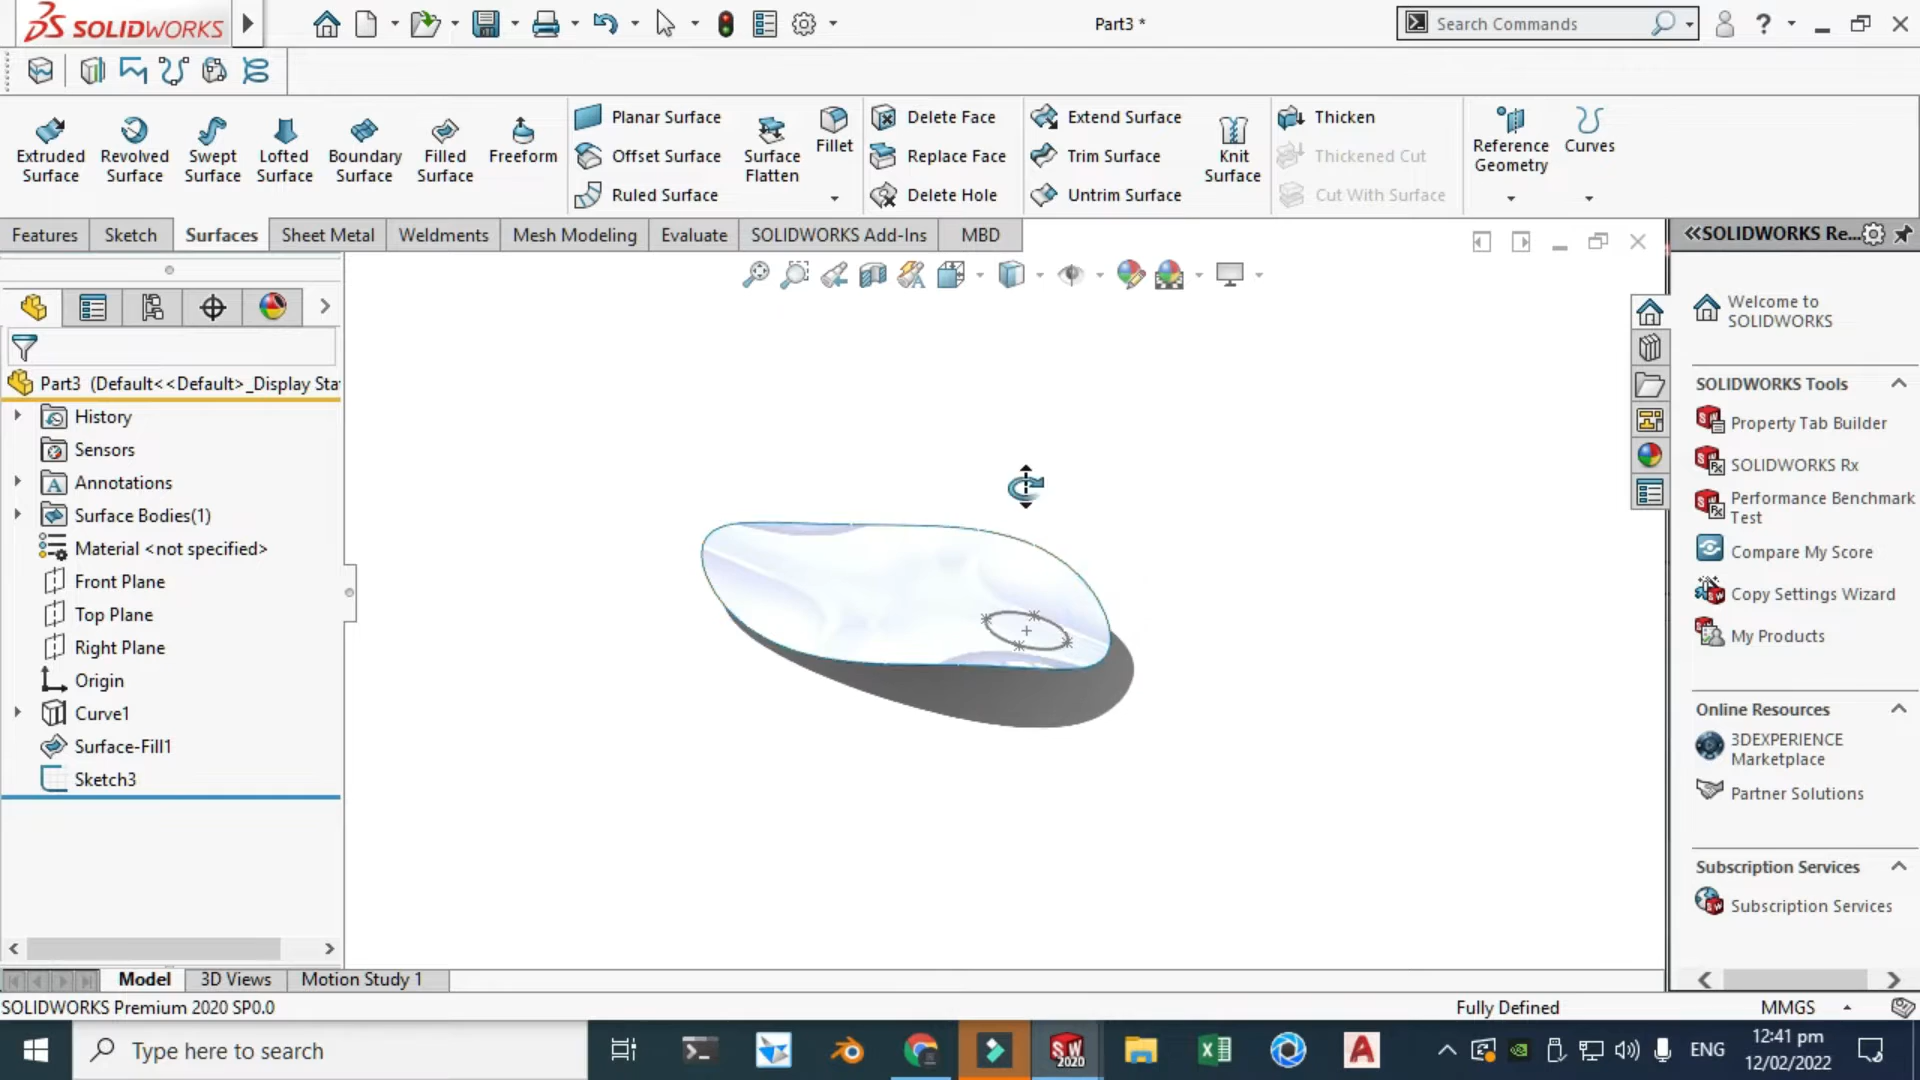 SOLIDWORKS
Part3 *
Search Commands
Extruded Surface
Revolved Surface
Swept Surface
Lofted Surface
Boundary Surface
Filled Surface
Freeform
Planar Surface
Offset Surface
Ruled Surface
Surface Flatten
Fillet
Delete Face
Replace Face
Delete Hole
Extend Surface
Trim Surface
Untrim Surface
Knit Surface
Thicken
Thickened Cut
Cut With Surface
Reference Geometry
Curves
Features
Sketch
Surfaces
Sheet Metal
Weldments
Mesh Modeling
Evaluate
SOLIDWORKS Add-Ins
MBD
Part3 (Default<<Default>_Display Sta
History
Sensors
Annotations
Surface Bodies(1)
Material <not specified>
Front Plane
Top Plane
Right Plane
Origin
Curve1
Surface-Fill1
Sketch3
SOLIDWORKS Re...
Welcome to
SOLIDWORKS
SOLIDWORKS Tools
Property Tab Builder
SOLIDWORKS Rx
Performance Benchmark
Test
Compare My Score
Copy Settings Wizard
My Products
Online Resources
3DEXPERIENCE
Marketplace
Partner Solutions
Subscription Services
Subscription Services
Model
3D Views
Motion Study 1
SOLIDWORKS Premium 2020 SP0.0
Fully Defined
MMGS
Type here to search
SW
2020
ENG
12:41 pm
12/02/2022